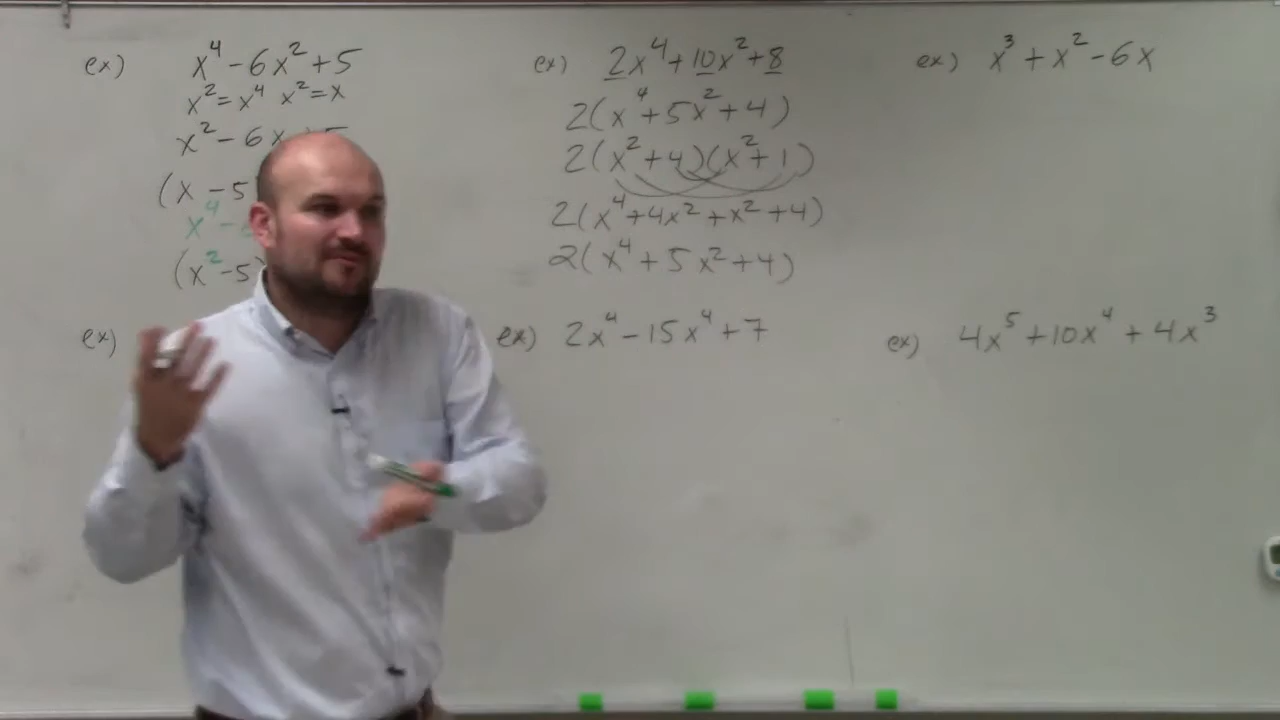 ex) x⁴ - 6x² + 5
x² = x⁴ x² = x
x² - 6x
(x - 5
x⁴ -
(x² - 5)
ex) 2x⁴ + 10x² + 8
2(x⁴ + 5x² + 4)
2(x² + 4)(x² + 1)
2(x⁴ + 4x² + x² + 4)
2(x⁴ + 5x² + 4)
ex) x³ + x² - 6x
ex)
ex) 2x⁴ - 15x⁴ + 7
ex) 4x⁵ + 10x⁴ + 4x³